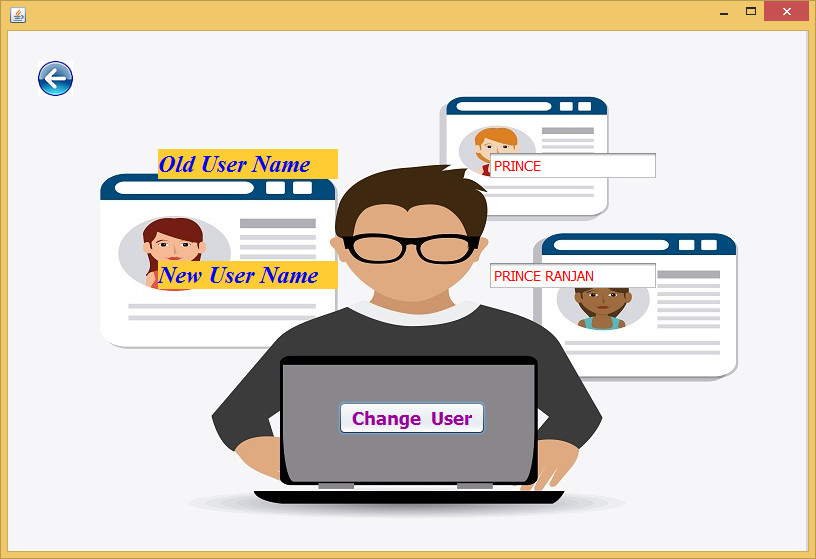 Old User Name
PRINCE
New User Name
PRINCE RANJAN
Change User